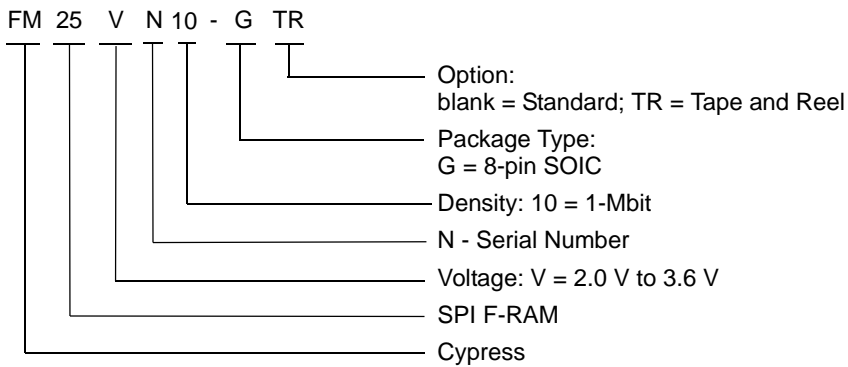 FM 25 V N 10 - G TR
Option:
blank = Standard; TR = Tape and Reel
Package Type:
G = 8-pin SOIC
Density: 10 = 1-Mbit
N - Serial Number
Voltage: V = 2.0 V to 3.6 V
SPI F-RAM
Cypress